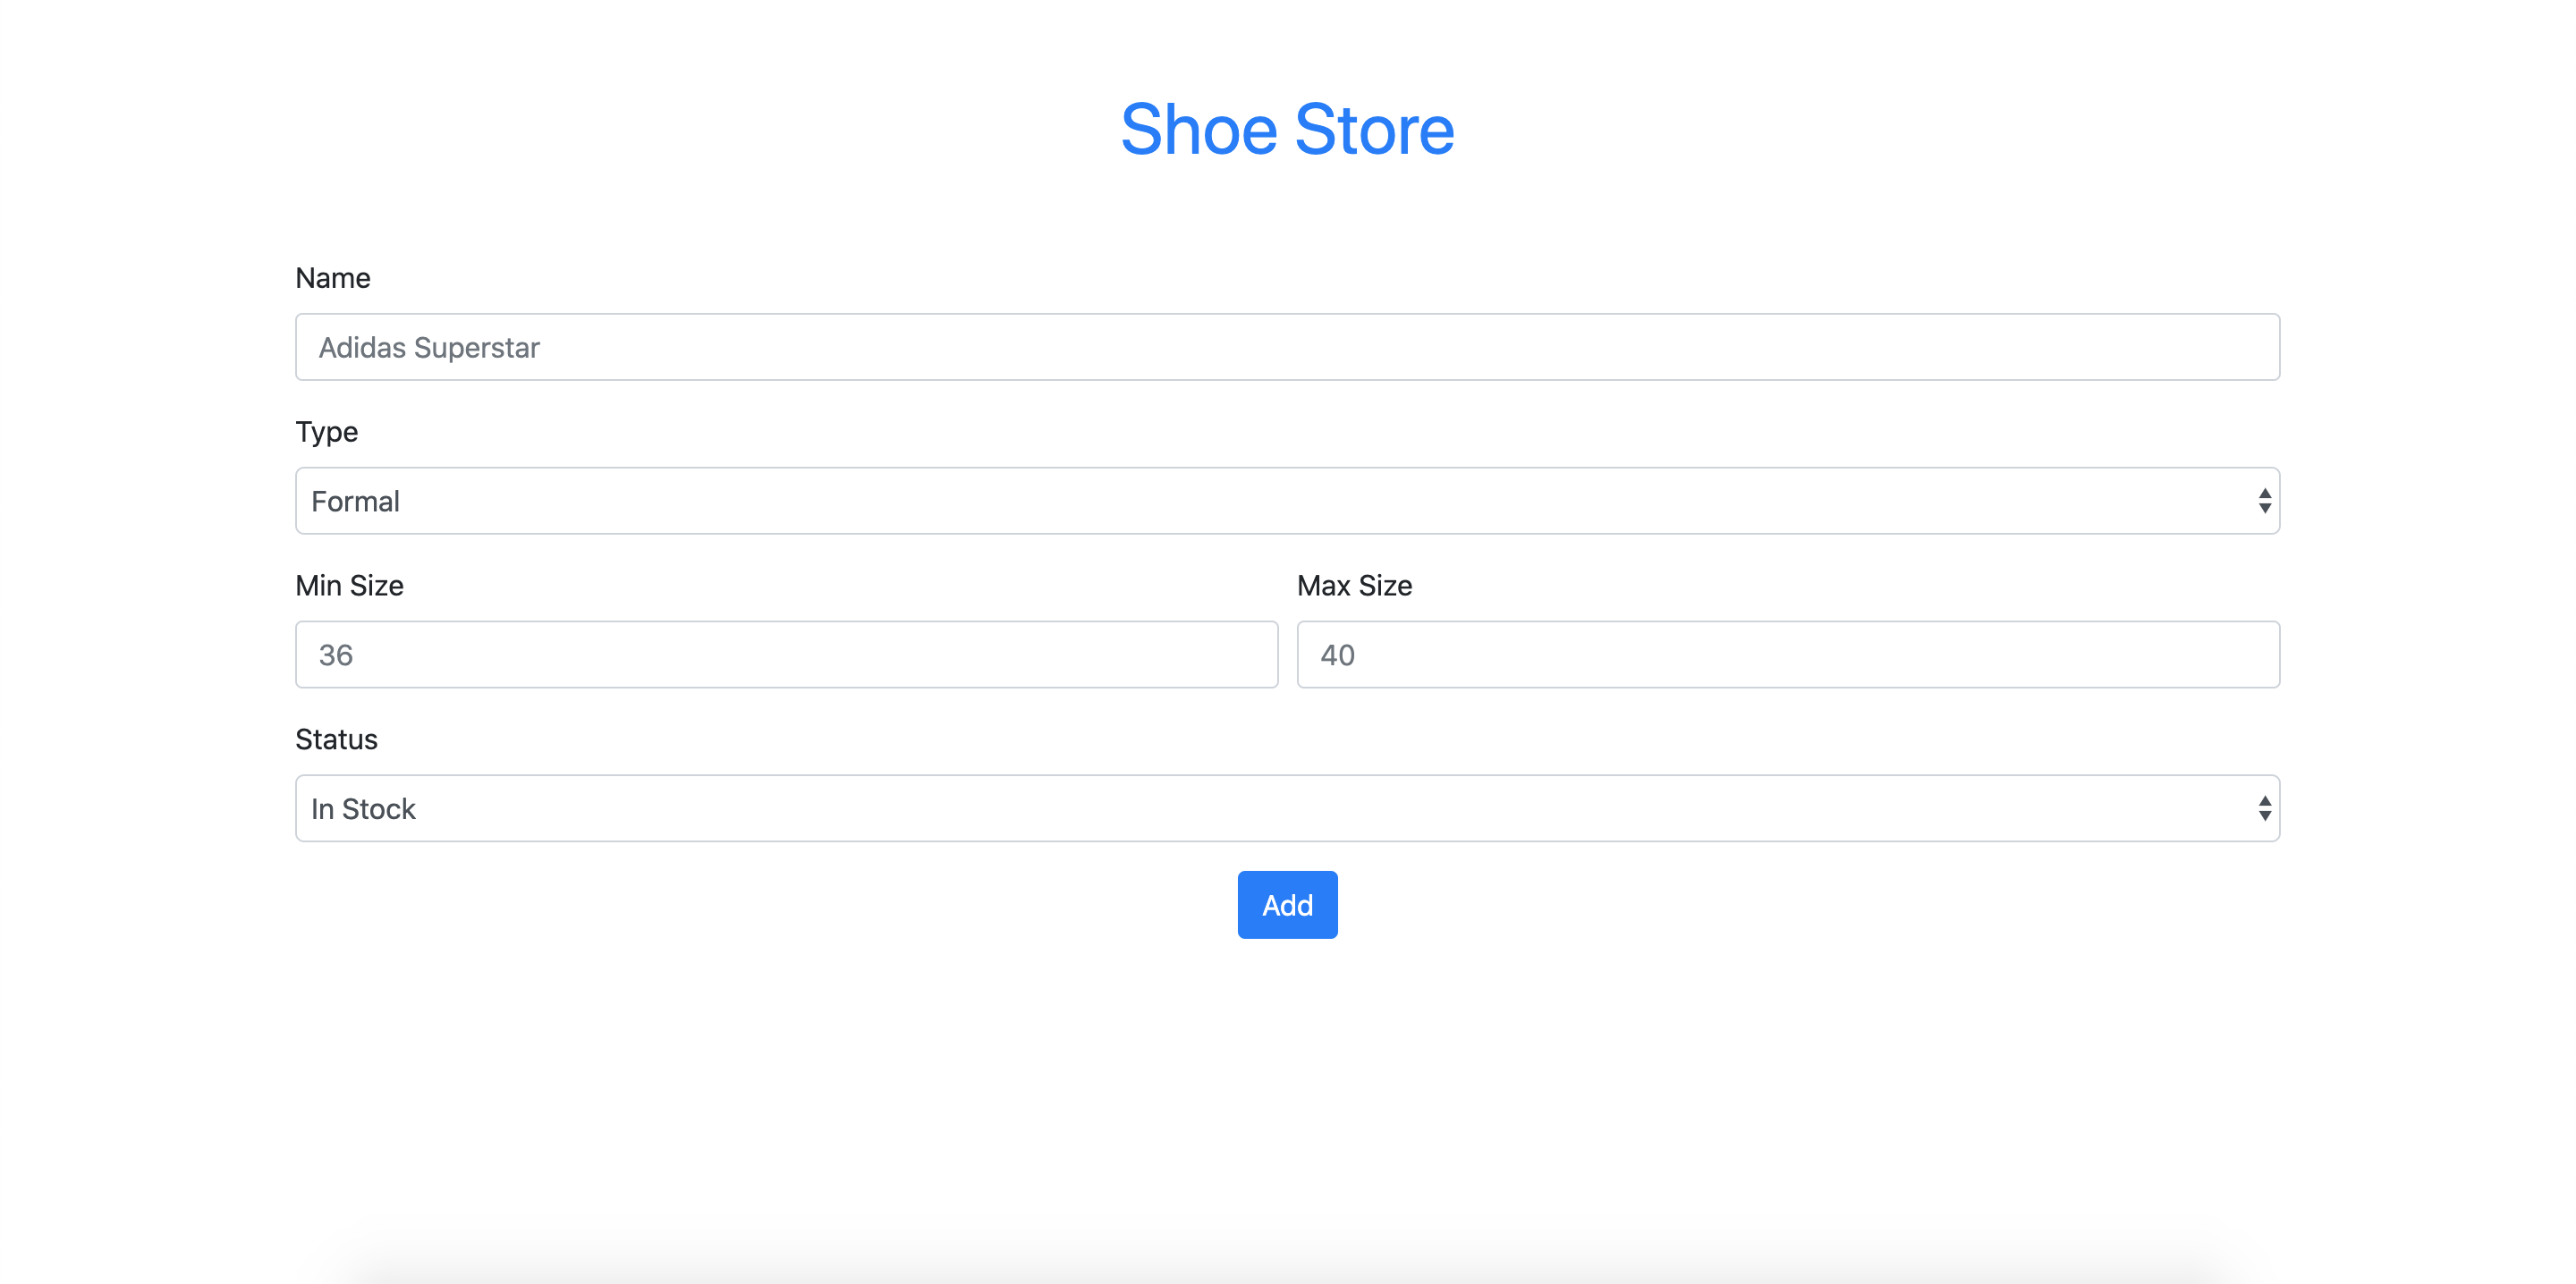 Shoe Store
Name
Adidas Superstar
Type
Formal
Min Size
Max Size
36
40
Status
In Stock
Add